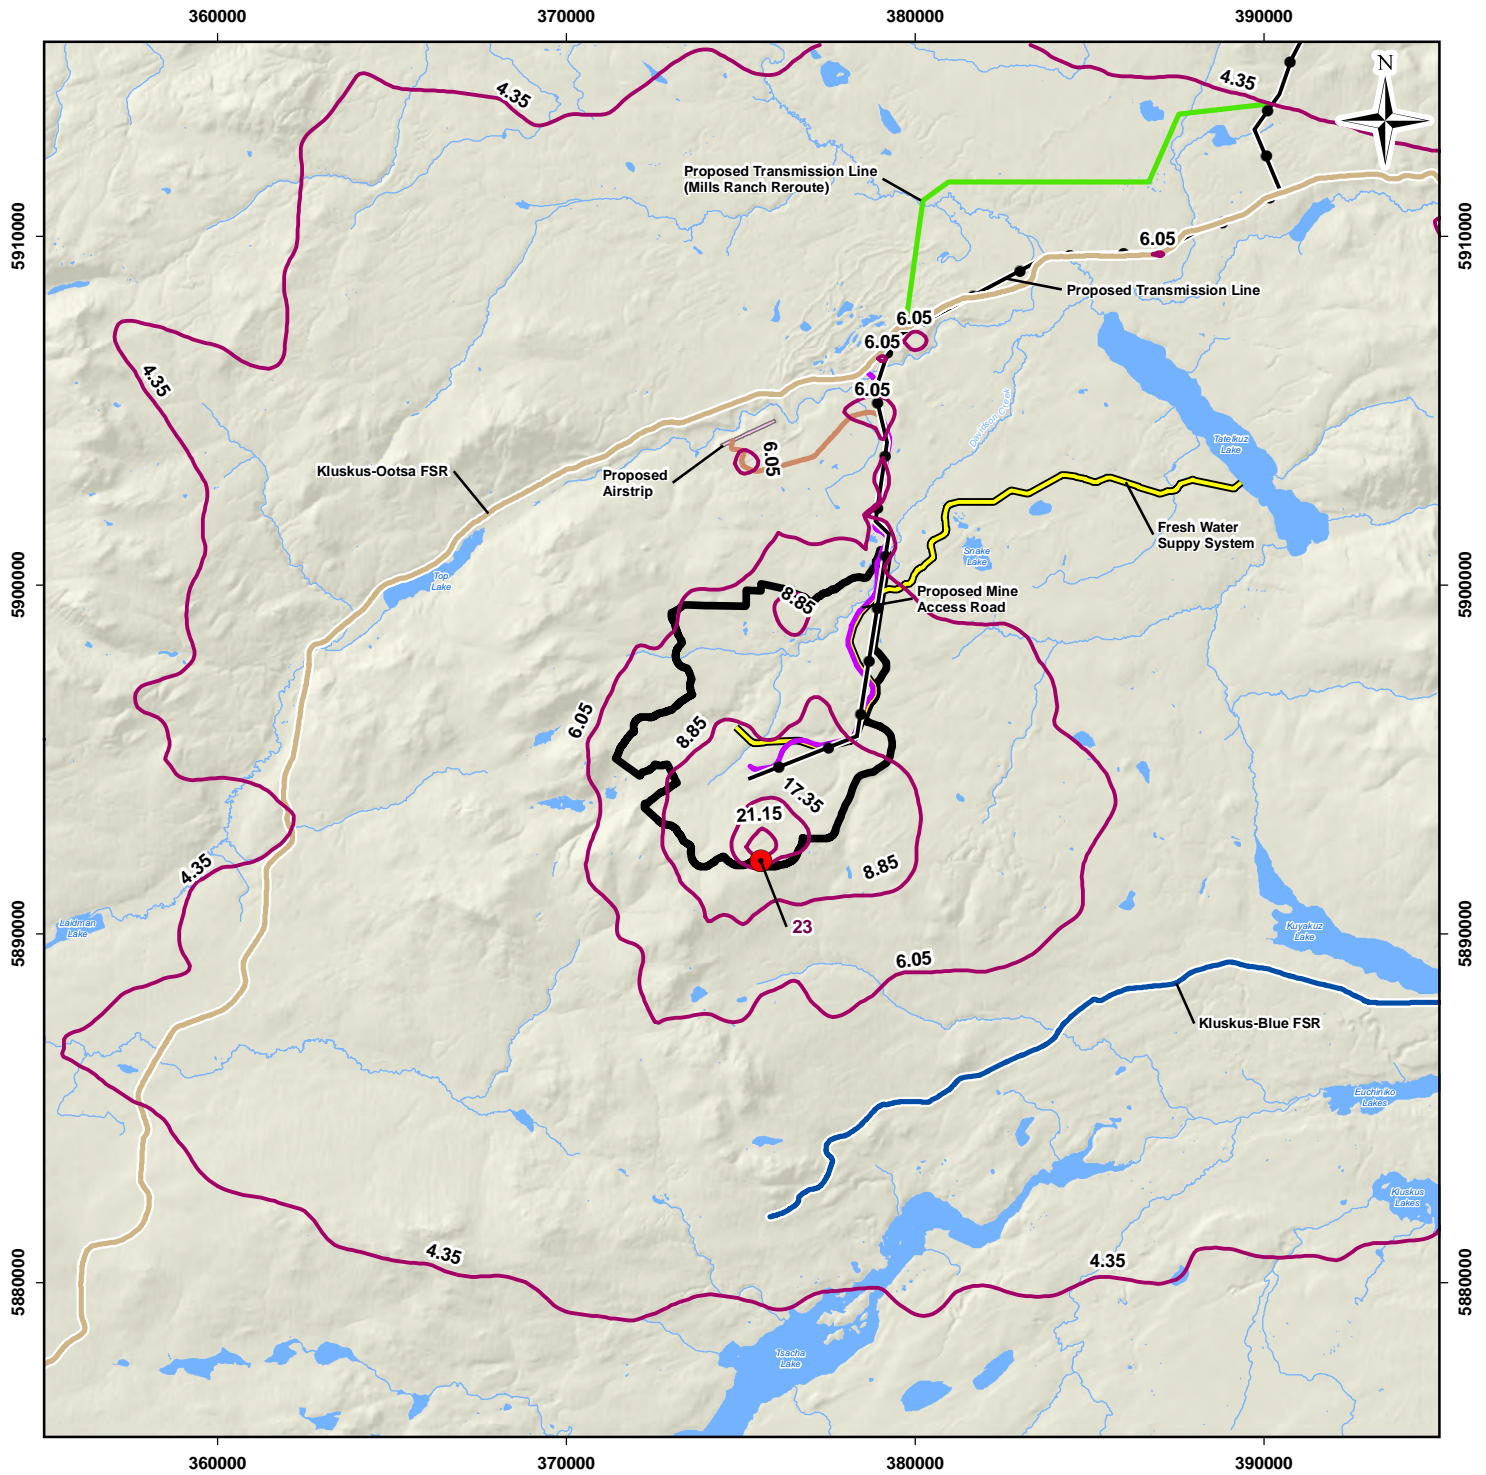 360000
370000
380000
390000
N
4.35
4.35
Proposed Transmission Line
(Mills Ranch Reroute)
5910000
5910000
6.05
Proposed Transmission Line
6.05
6.05
4.35
6.05
Davidson Creek
Tatelkuz
Lake
Kluskus-Ootsa FSR
Proposed
Airstrip
6.05
Fresh Water
Suppy System
Snake
Lake
Top
Lake
5900000
5900000
Proposed Mine
Access Road
8.85
6.05
8.85
17.35
21.15
4.35
8.85
23
Laidman
Lake
Kuyakuz
Lake
5890000
5890000
6.05
Kluskus-Blue FSR
Euchiniko
Lakes
Kluskus
Lakes
4.35
4.35
5880000
5880000
Tsacha
Lake
360000
370000
380000
390000